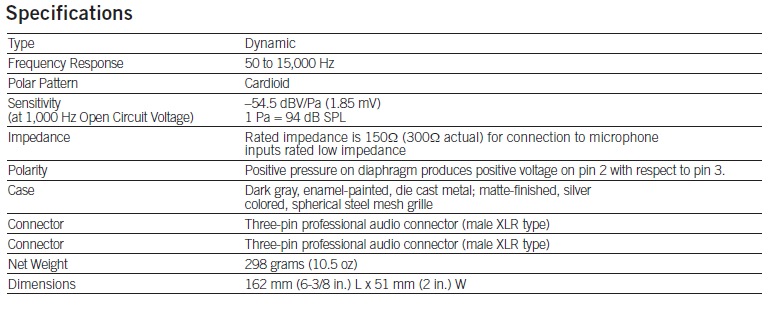 Specifications
Type Dynamic
Frequency Response 50 to 15,000 Hz
Polar Pattern Cardioid
Sensitivity –54.5 dBV/Pa (1.85 mV)
(at 1,000 Hz Open Circuit Voltage) 1 Pa = 94 dB SPL
Impedance Rated impedance is 150Ω (300Ω actual) for connection to microphone
inputs rated low impedance
Polarity Positive pressure on diaphragm produces positive voltage on pin 2 with respect to pin 3.
Case Dark gray, enamel-painted, die cast metal; matte-finished, silver
colored, spherical steel mesh grille
Connector Three-pin professional audio connector (male XLR type)
Connector Three-pin professional audio connector (male XLR type)
Net Weight 298 grams (10.5 oz)
Dimensions 162 mm (6-3/8 in.) L x 51 mm (2 in.) W